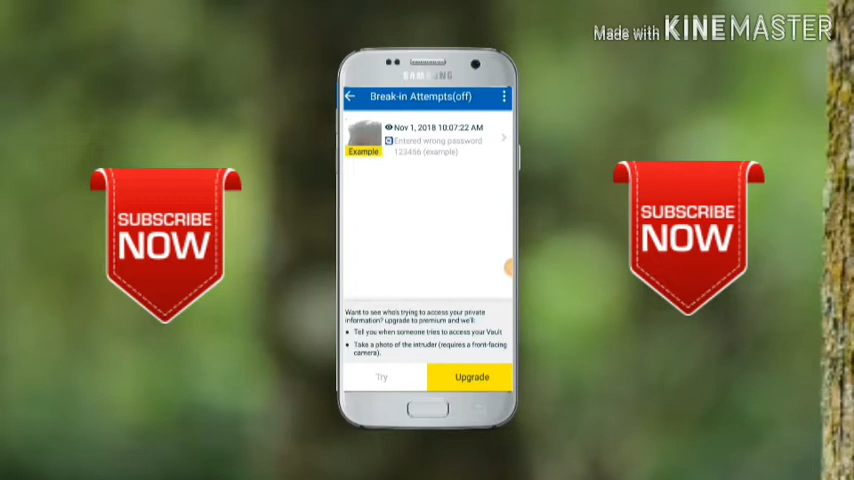 Made with KINEMASTER
SAMSUNG
Break-in Attempts(off)
Nov 1, 2018 10:07:22 AM
Entered wrong password
123456 (example)
Example
SUBSCRIBE
NOW
SUBSCRIBE
NOW
Want to see who's trying to access your private
information? upgrade to premium and we'll:
• Tell you when someone tries to access your Vault
• Take a photo of the intruder (requires a front-facing
camera).
Try
Upgrade